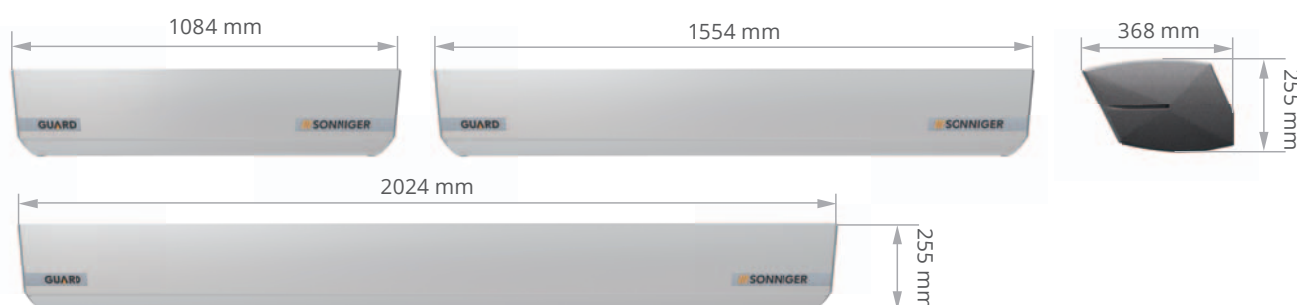 1084 mm
1554 mm
368 mm
255 mm
GUARD
SONNIGER
GUARD
SONNIGER
2024 mm
255 mm
GUARD
SONNIGER